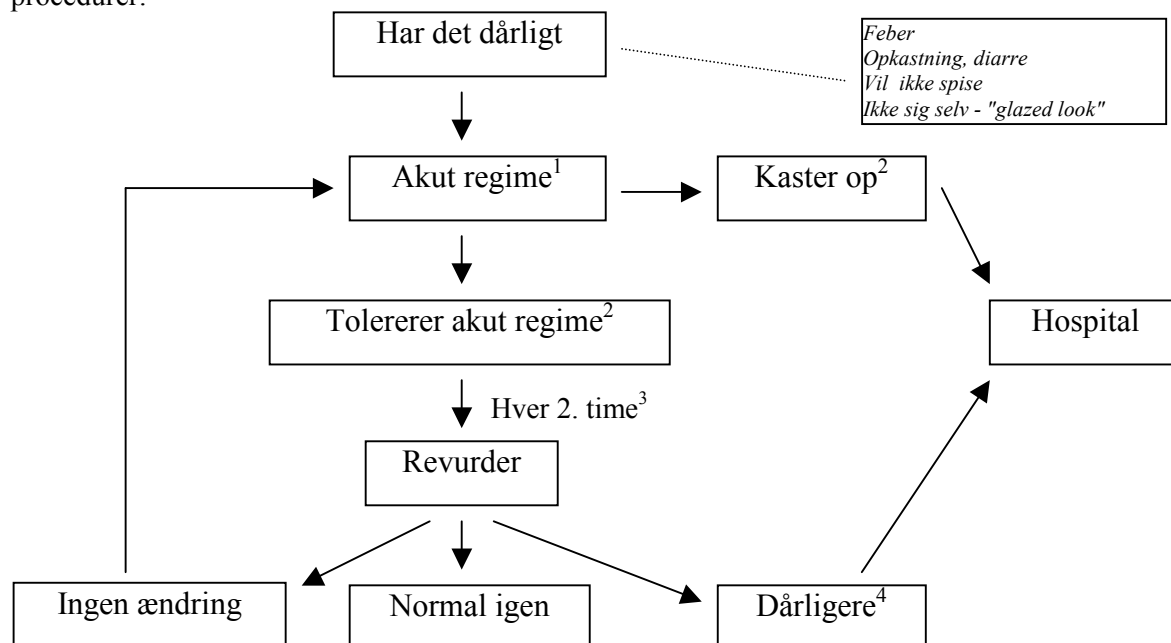 procedurer.
Har det dårligt
Feber
Opkastning, diarre
Vil ikke spise
Ikke sig selv - "glazed look"
Akut regime¹
Kaster op²
Tolererer akut regime²
Hospital
Hver 2. time³
Revurder
Ingen ændring
Normal igen
Dårligere⁴